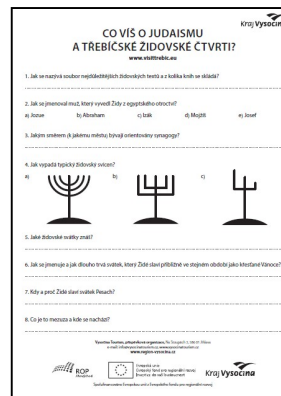 Kraj Vysočina
CO VÍŠ O JUDAISMU
A TŘEBÍČSKÉ ŽIDOVSKÉ ČTVRTI?
www.visittrebic.eu
1. Jak se nazývá soubor nejdůležitějších židovských textů a z kolika knih se skládá?
2. Jak se jmenoval muž, který vyvedl Židy z egyptského otroctví?
a) Jozue b) Abraham c) Izák d) Mojžíš e) Josef
3. Jakým směrem (k jakému městu) bývají orientovány synagogy?
4. Jak vypadá typický židovský svícen?
a) b) c)
5. Jaké židovské svátky znáš?
6. Jak se jmenuje a jak dlouho trvá svátek, který Židé slaví přibližně ve stejném období jako křesťané Vánoce?
7. Kdy a proč Židé slaví svátek Pesach?
8. Co je to mezuza a kde se nachází?
Vysočina Tourism, příspěvková organizace,
www.region-vysocina.cz
ROP
Kraj Vysočina